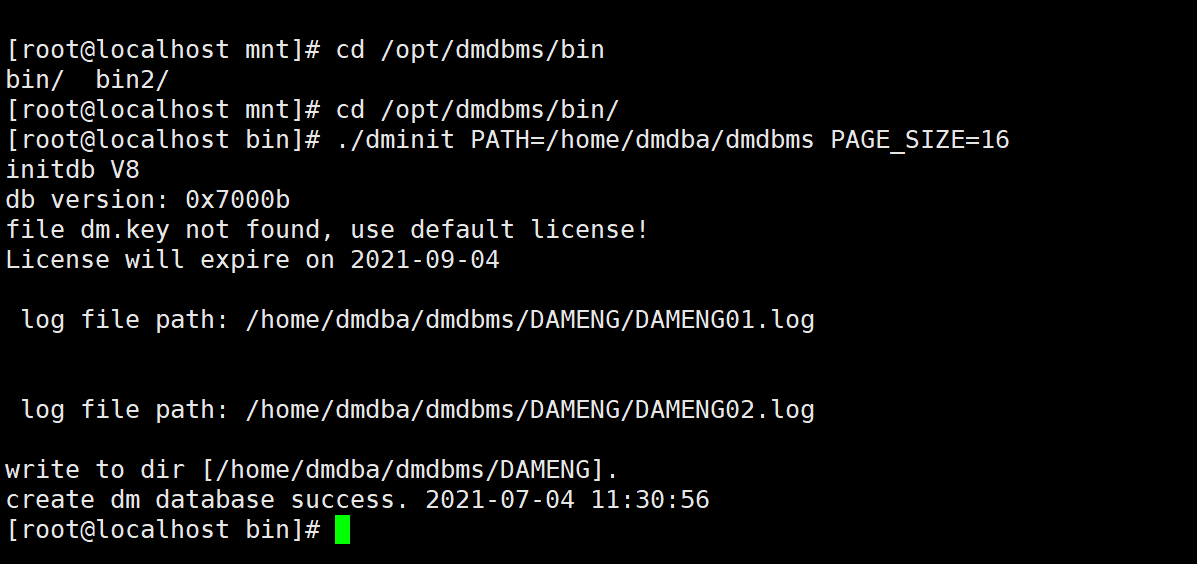 [root@localhost mnt]# cd /opt/dmdbms/bin
bin/  bin2/
[root@localhost mnt]# cd /opt/dmdbms/bin/
[root@localhost bin]# ./dminit PATH=/home/dmdba/dmdbms PAGE_SIZE=16
initdb V8
db version: 0x7000b
file dm.key not found, use default license!
License will expire on 2021-09-04
log file path: /home/dmdba/dmdbms/DAMENG/DAMENG01.log
log file path: /home/dmdba/dmdbms/DAMENG/DAMENG02.log
write to dir [/home/dmdba/dmdbms/DAMENG].
create dm database success. 2021-07-04 11:30:56
[root@localhost bin]#